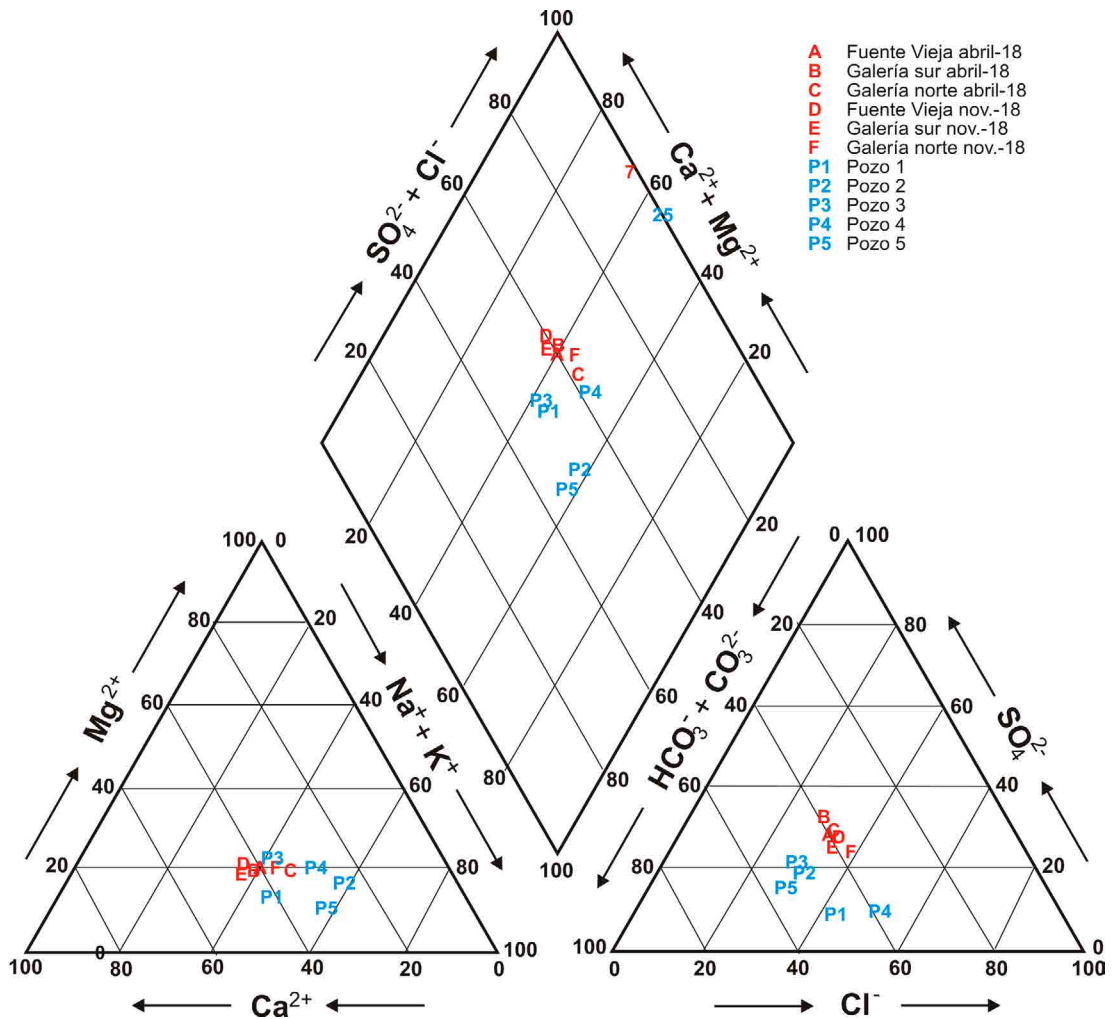 100
A Fuente Vieja abril-18
B Galería sur abril-18
C Galería norte abril-18
D Fuente Vieja nov.-18
E Galería sur nov.-18
F Galería norte nov.-18
P1 Pozo 1
P2 Pozo 2
P3 Pozo 3
P4 Pozo 4
P5 Pozo 5
80 80
SO₄²⁻ + Cl⁻
Ca²⁺ + Mg²⁺
7
60 60
25
40 40
D
B
E A F
20 20
C
P4
P3
P1
P2
P5
20 20
100 0
0 100
40 40
80 20
20 80
Mg²⁺
Na⁺ + K⁺
HCO₃⁻ + CO₃²⁻
SO₄²⁻
60 40
60 60
40 60
80 80
40 60
60 40
B
C
A D
100
E F
20 80
D P3
E B A F C P4
P2
P1
P5
80 20
P3
P2
P5
P1 P4
0 100
100 0
100 80 60 40 20 0
0 20 40 60 80 100
Ca²⁺
Cl⁻